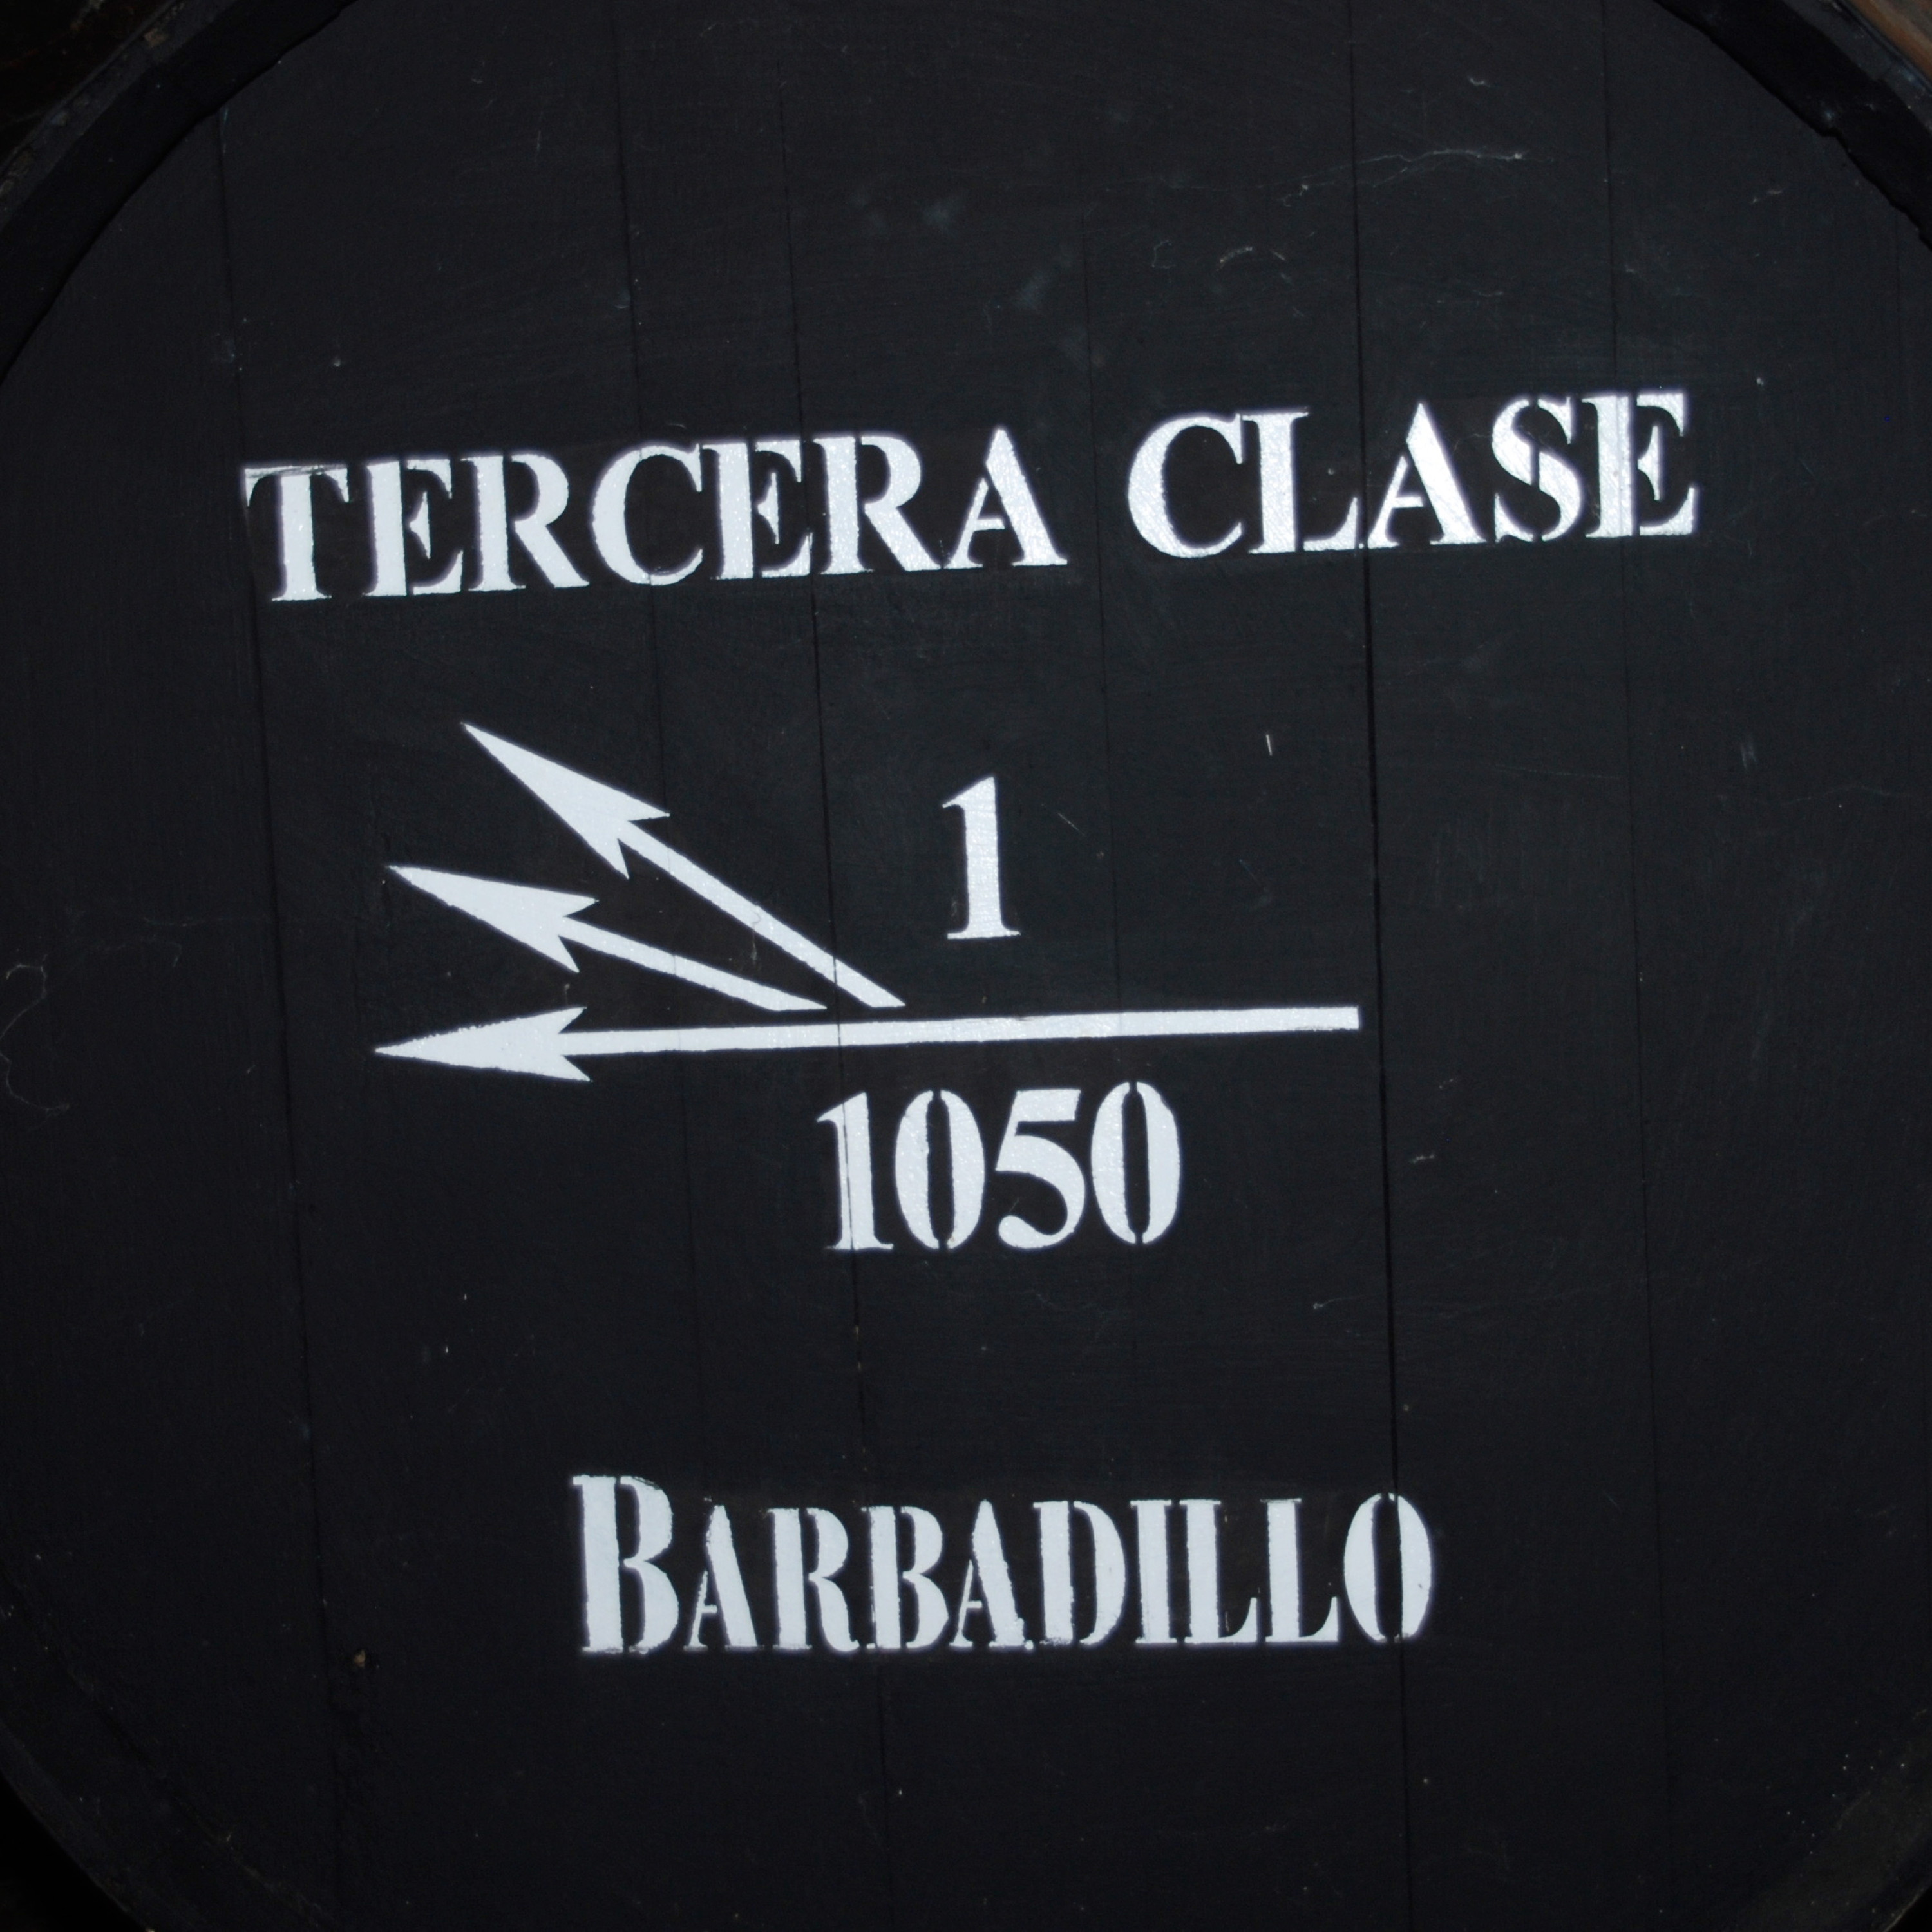 TERCERA CLASE
1
1050
BARBADILLO